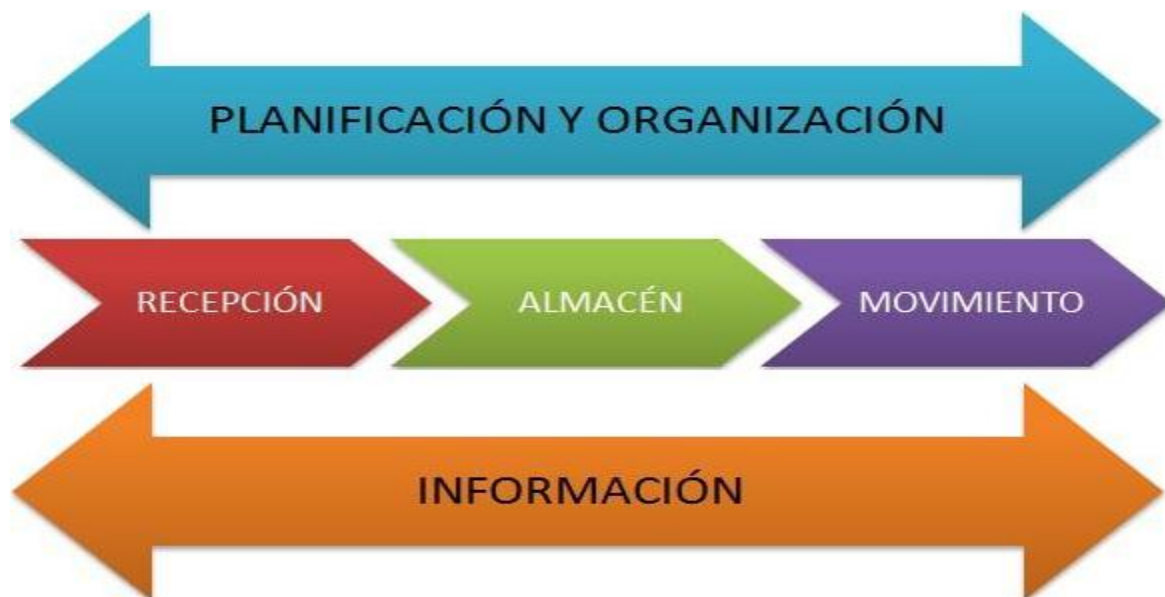 PLANIFICACIÓN Y ORGANIZACIÓN
RECEPCIÓN
ALMACÉN
MOVIMIENTO
INFORMACIÓN